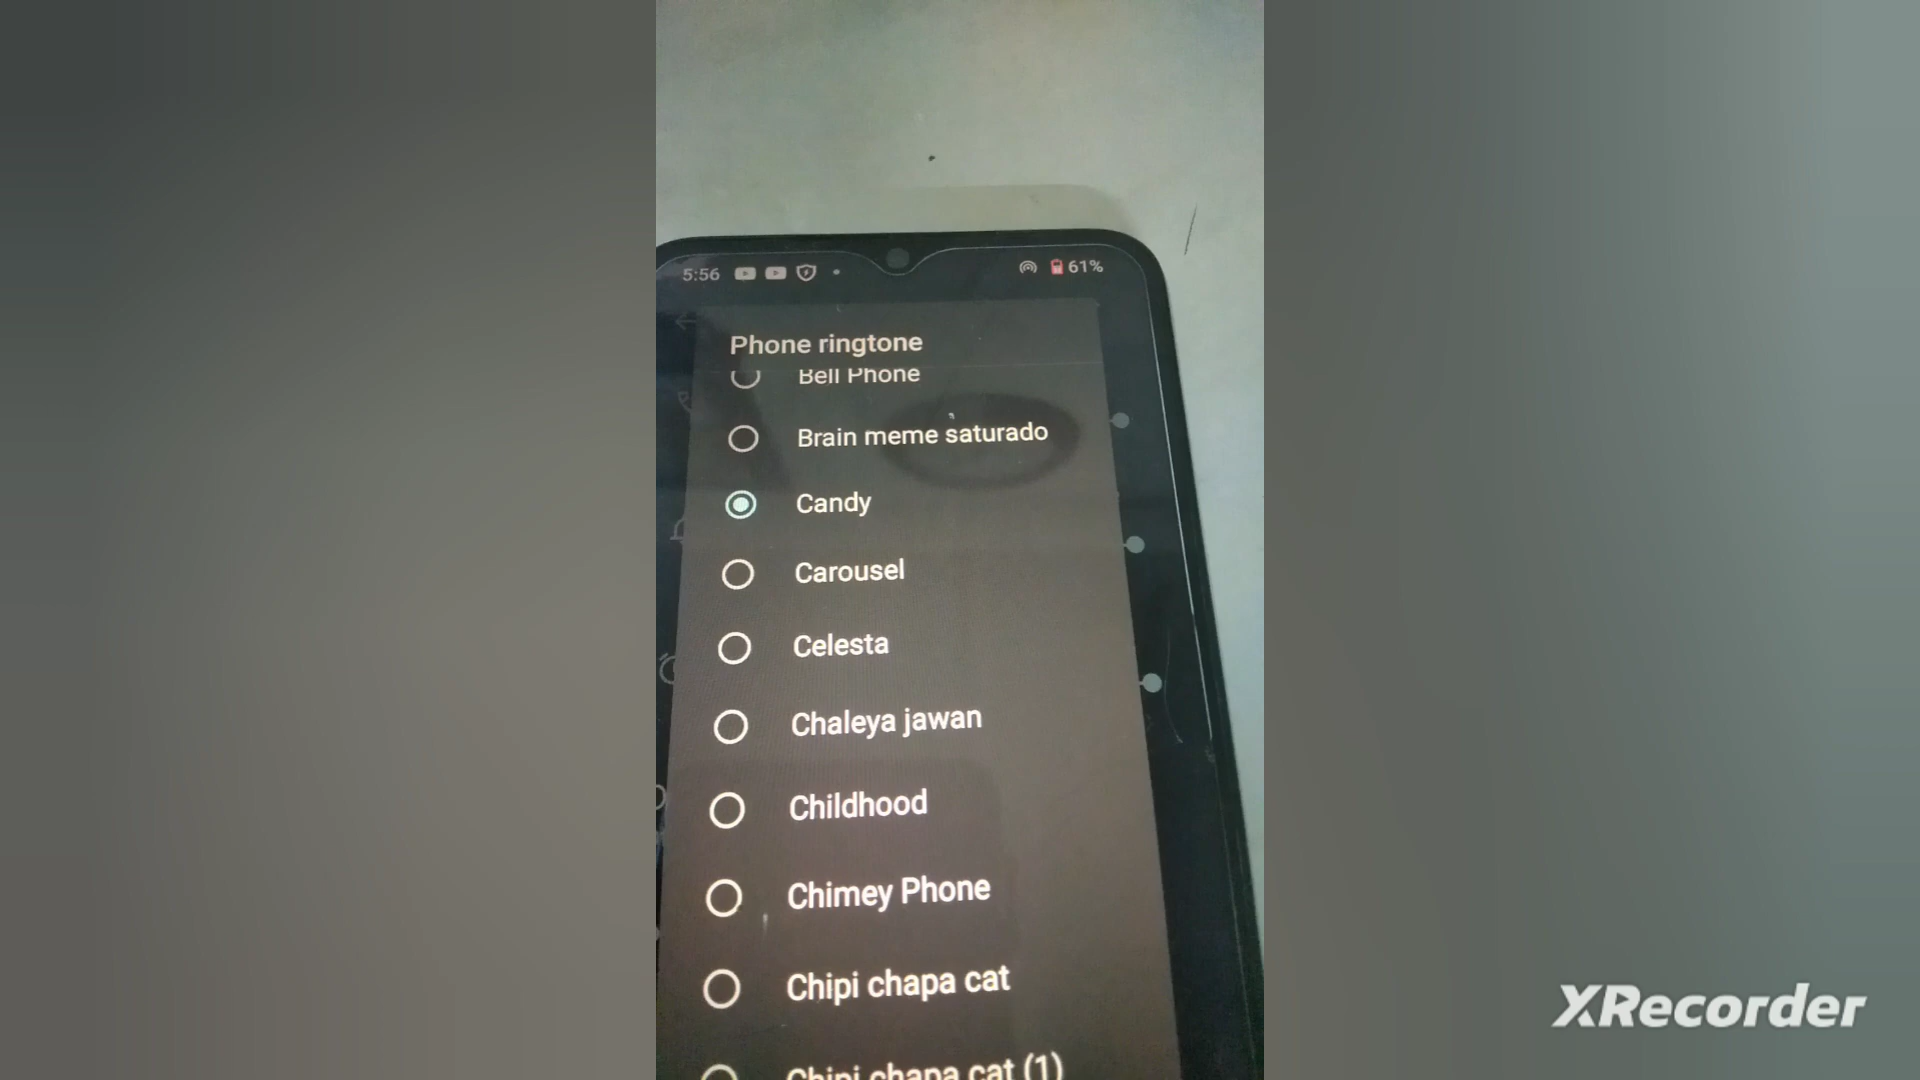 5:56
61%
Phone ringtone
Bell Phone
Brain meme saturado
Candy
Carousel
Celesta
Chaleya jawan
Childhood
Chimey Phone
Chipi chapa cat
Chipi chapa cat (1)
XRecorder